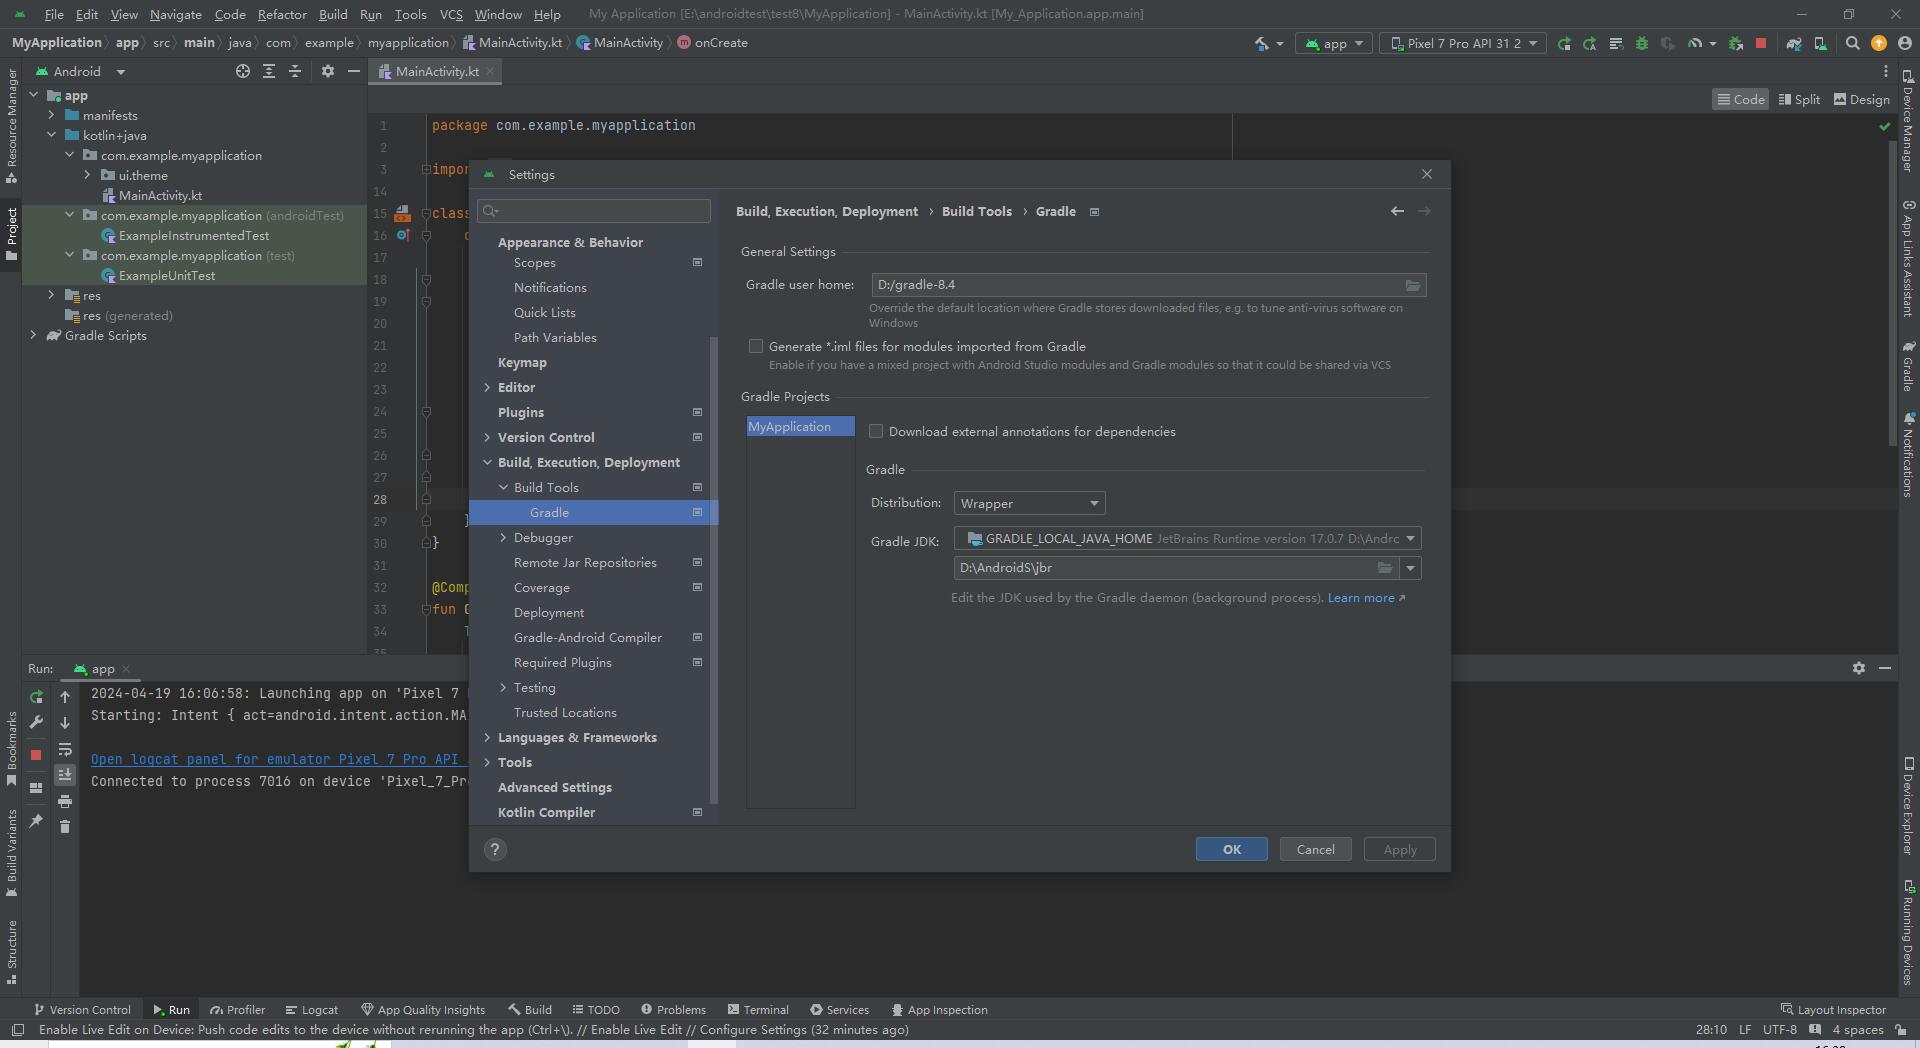 File Edit View Navigate Code Refactor Build Run Tools VCS Window Help My Application [E:\androidtest\test8\MyApplication] - MainActivity.kt [My_Application.app.main]
MyApplication app src main java com example myapplication MainActivity.kt MainActivity onCreate app Pixel 7 Pro API 31 2
Android MainActivity.kt
Code Split Design
app
manifests
kotlin+java
com.example.myapplication
ui.theme
MainActivity.kt
com.example.myapplication (androidTest)
ExampleInstrumentedTest
com.example.myapplication (test)
ExampleUnitTest
res
res (generated)
Gradle Scripts
Resource Manager
Project
Bookmarks
Build Variants
Structure
1 package com.example.myapplication
2
3 impor
14
15 class
16
17
18
19
20
21
22
23
24
25
26
27
28
29 }
30 }
31
32 @Comp
33 fun
34
35
Settings
Appearance & Behavior
Scopes
Notifications
Quick Lists
Path Variables
Keymap
Editor
Plugins
Version Control
Build, Execution, Deployment
Build Tools
Gradle
Debugger
Remote Jar Repositories
Coverage
Deployment
Gradle-Android Compiler
Required Plugins
Testing
Trusted Locations
Languages & Frameworks
Tools
Advanced Settings
Kotlin Compiler
Build, Execution, Deployment › Build Tools › Gradle
General Settings
Gradle user home: D:/gradle-8.4
Override the default location where Gradle stores downloaded files, e.g. to tune anti-virus software on
Windows
Generate *.iml files for modules imported from Gradle
Enable if you have a mixed project with Android Studio modules and Gradle modules so that it could be shared via VCS
Gradle Projects
MyApplication
Download external annotations for dependencies
Gradle
Distribution: Wrapper
Gradle JDK: GRADLE_LOCAL_JAVA_HOME JetBrains Runtime version 17.0.7 D:\Andrc
D:\AndroidS\jbr
Edit the JDK used by the Gradle daemon (background process). Learn more ↗
? OK Cancel Apply
Device Manager
App Links Assistant
Gradle
Notifications
Device Explorer
Running Devices
Run: app
2024-04-19 16:06:58: Launching app on 'Pixel 7
Starting: Intent { act=android.intent.action.MA
Open logcat panel for emulator Pixel 7 Pro API
Connected to process 7016 on device 'Pixel_7_Pr
Version Control Run Profiler Logcat App Quality Insights Build TODO Problems Terminal Services App Inspection Layout Inspector
Enable Live Edit on Device: Push code edits to the device without rerunning the app (Ctrl+\). // Enable Live Edit // Configure Settings (32 minutes ago) 28:10 LF UTF-8 4 spaces